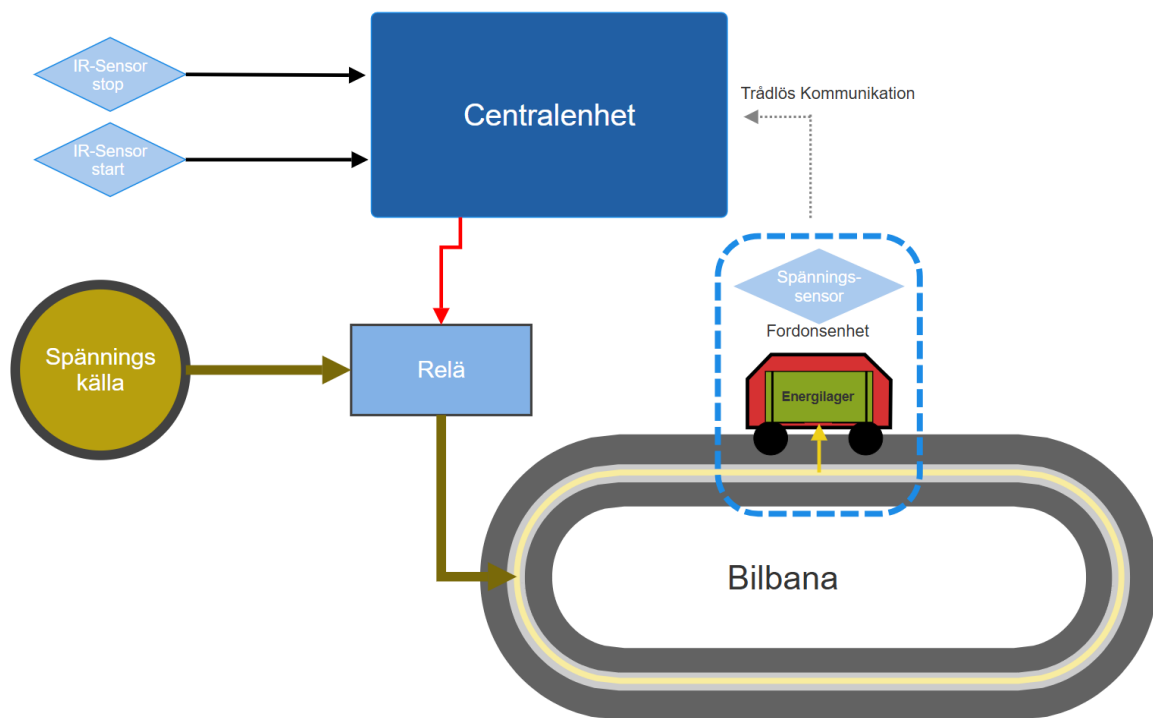 IR-Sensor
stop
IR-Sensor
start
Centralenhet
Trådlös Kommunikation
Spännings-
sensor
Fordonsenhet
Energilager
Spännings
källa
Relä
Bilbana